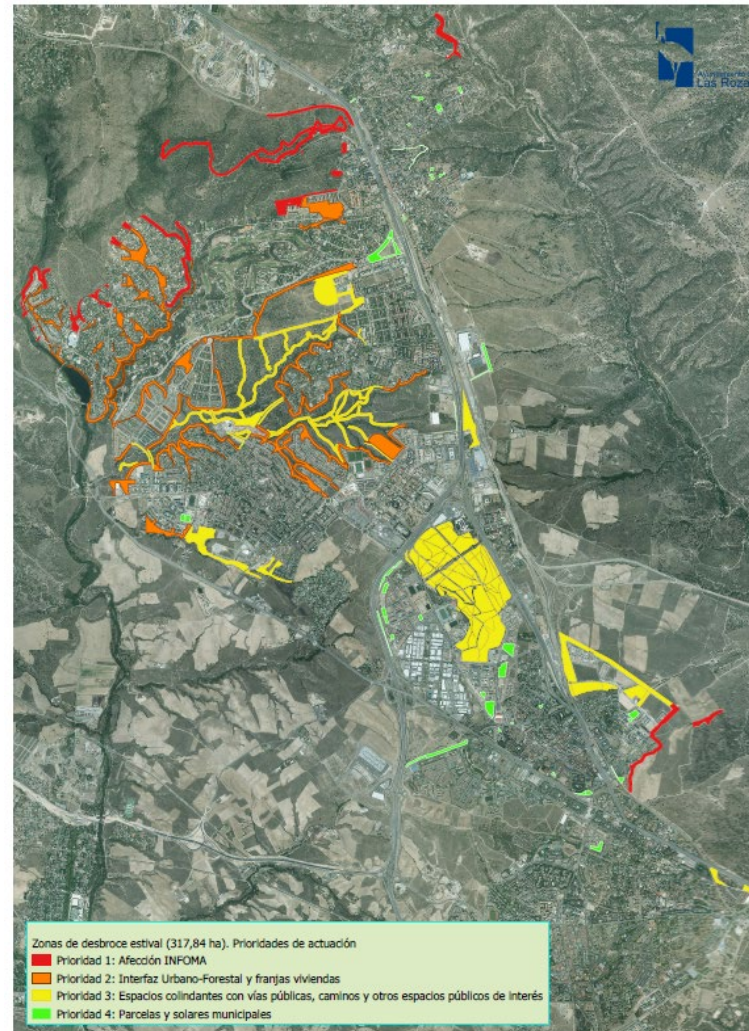 Ayuntamiento
Las Rozas
Zonas de desbroce estival (317,84 ha). Prioridades de actuación
Prioridad 1: Afección INFOMA
Prioridad 2: Interfaz Urbano-Forestal y franjas viviendas
Prioridad 3: Espacios colindantes con vías públicas, caminos y otros espacios públicos de interés
Prioridad 4: Parcelas y solares municipales